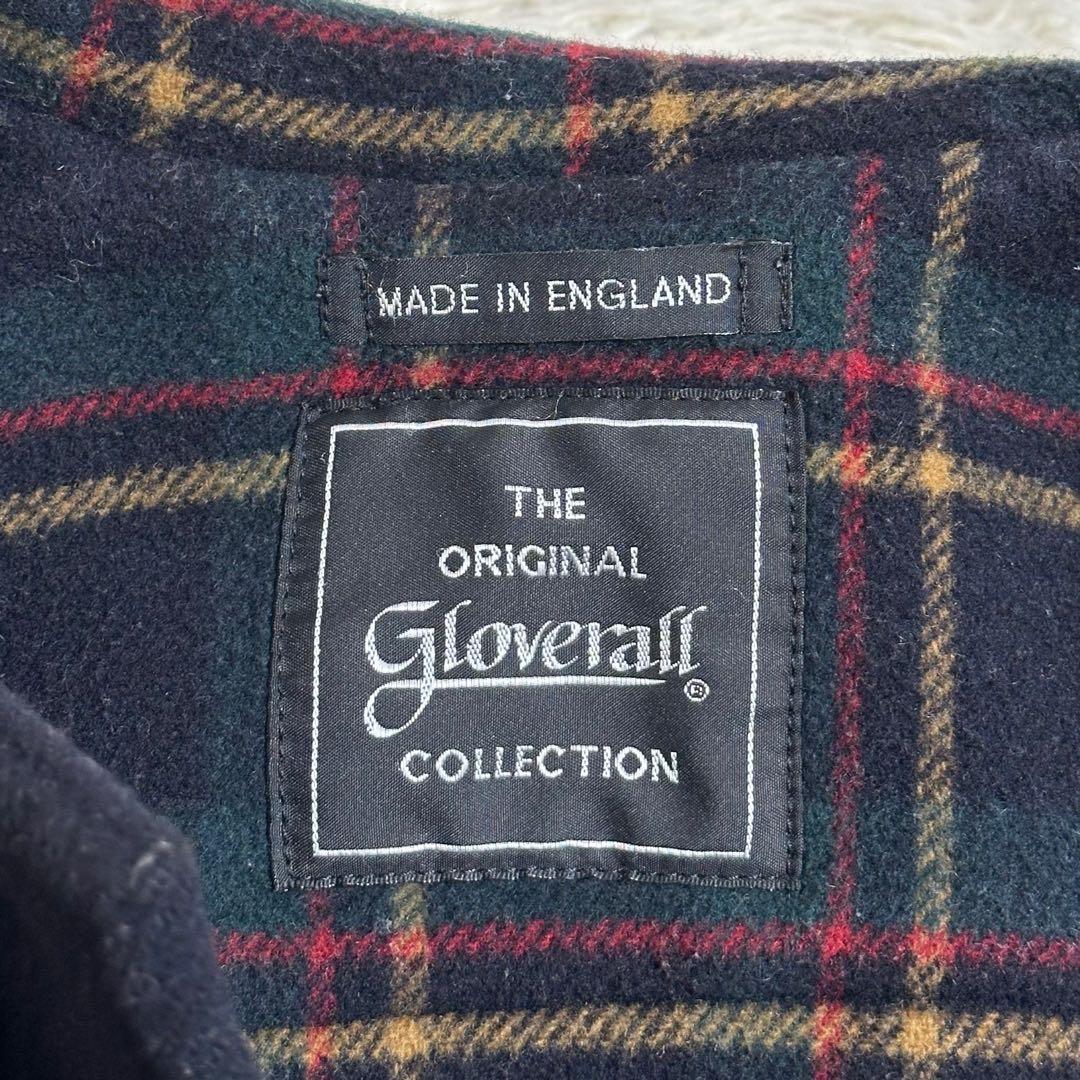 MADE IN ENGLAND
THE
ORIGINAL
Gloverall®
COLLECTION